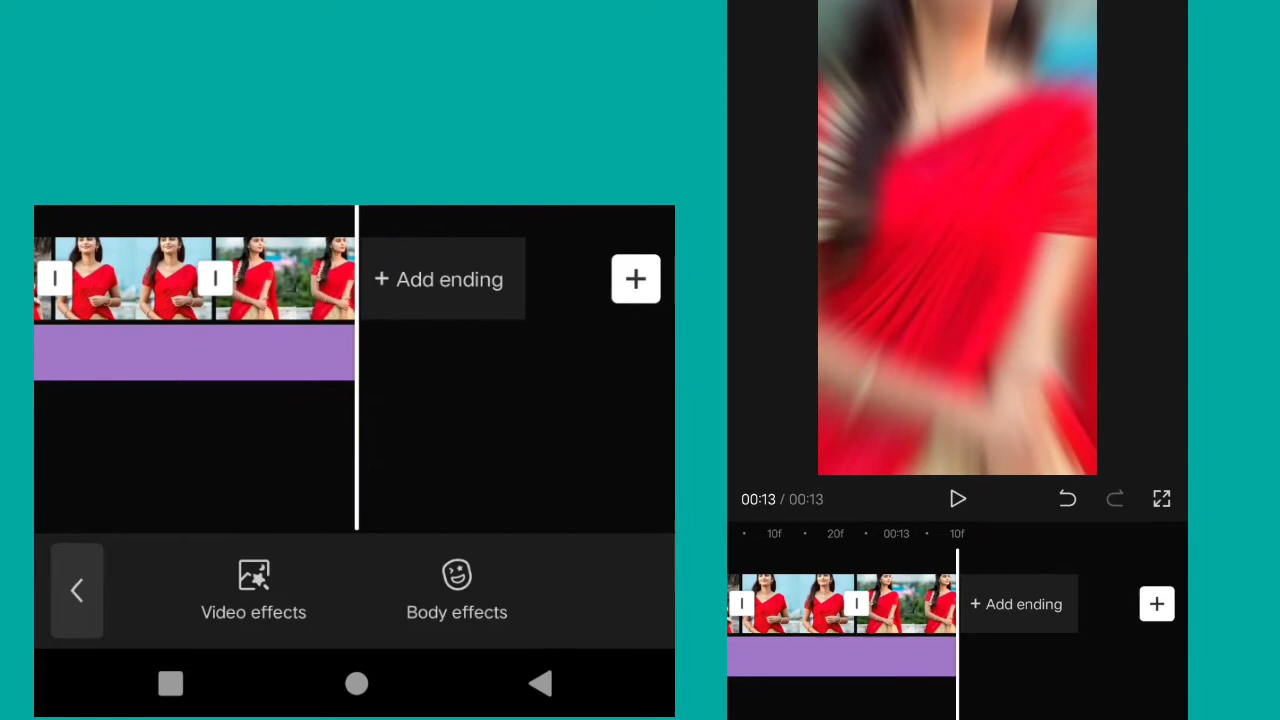 + Add ending
Video effects
Body effects
00:13 / 00:13
10f
20f
00:13
10f
+ Add ending